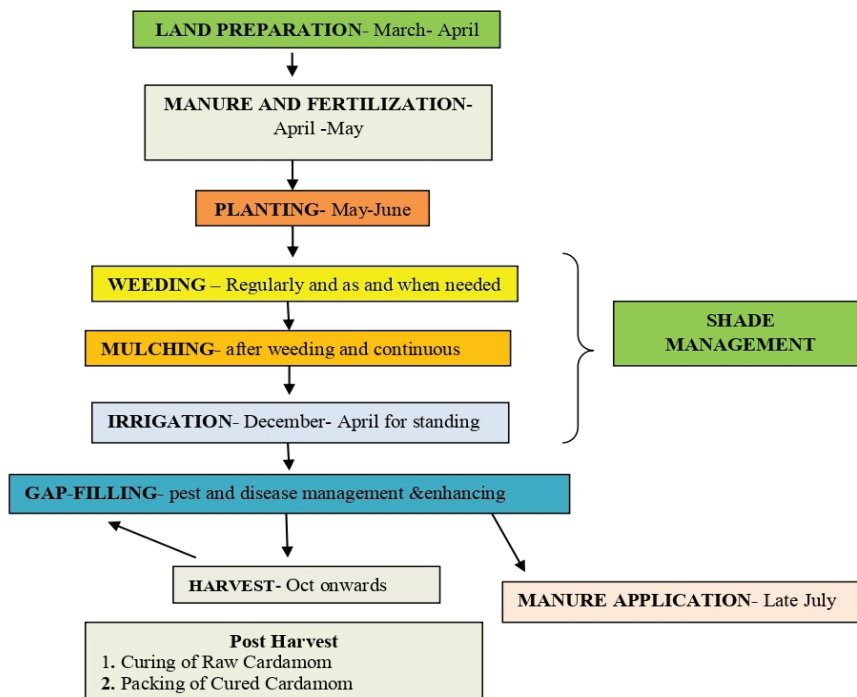 LAND PREPARATION- March- April
MANURE AND FERTILIZATION-
April -May
PLANTING- May-June
WEEDING – Regularly and as and when needed
MULCHING- after weeding and continuous
SHADE
MANAGEMENT
IRRIGATION- December- April for standing
GAP-FILLING- pest and disease management &enhancing
HARVEST- Oct onwards
MANURE APPLICATION- Late July
Post Harvest
1. Curing of Raw Cardamom
2. Packing of Cured Cardamom